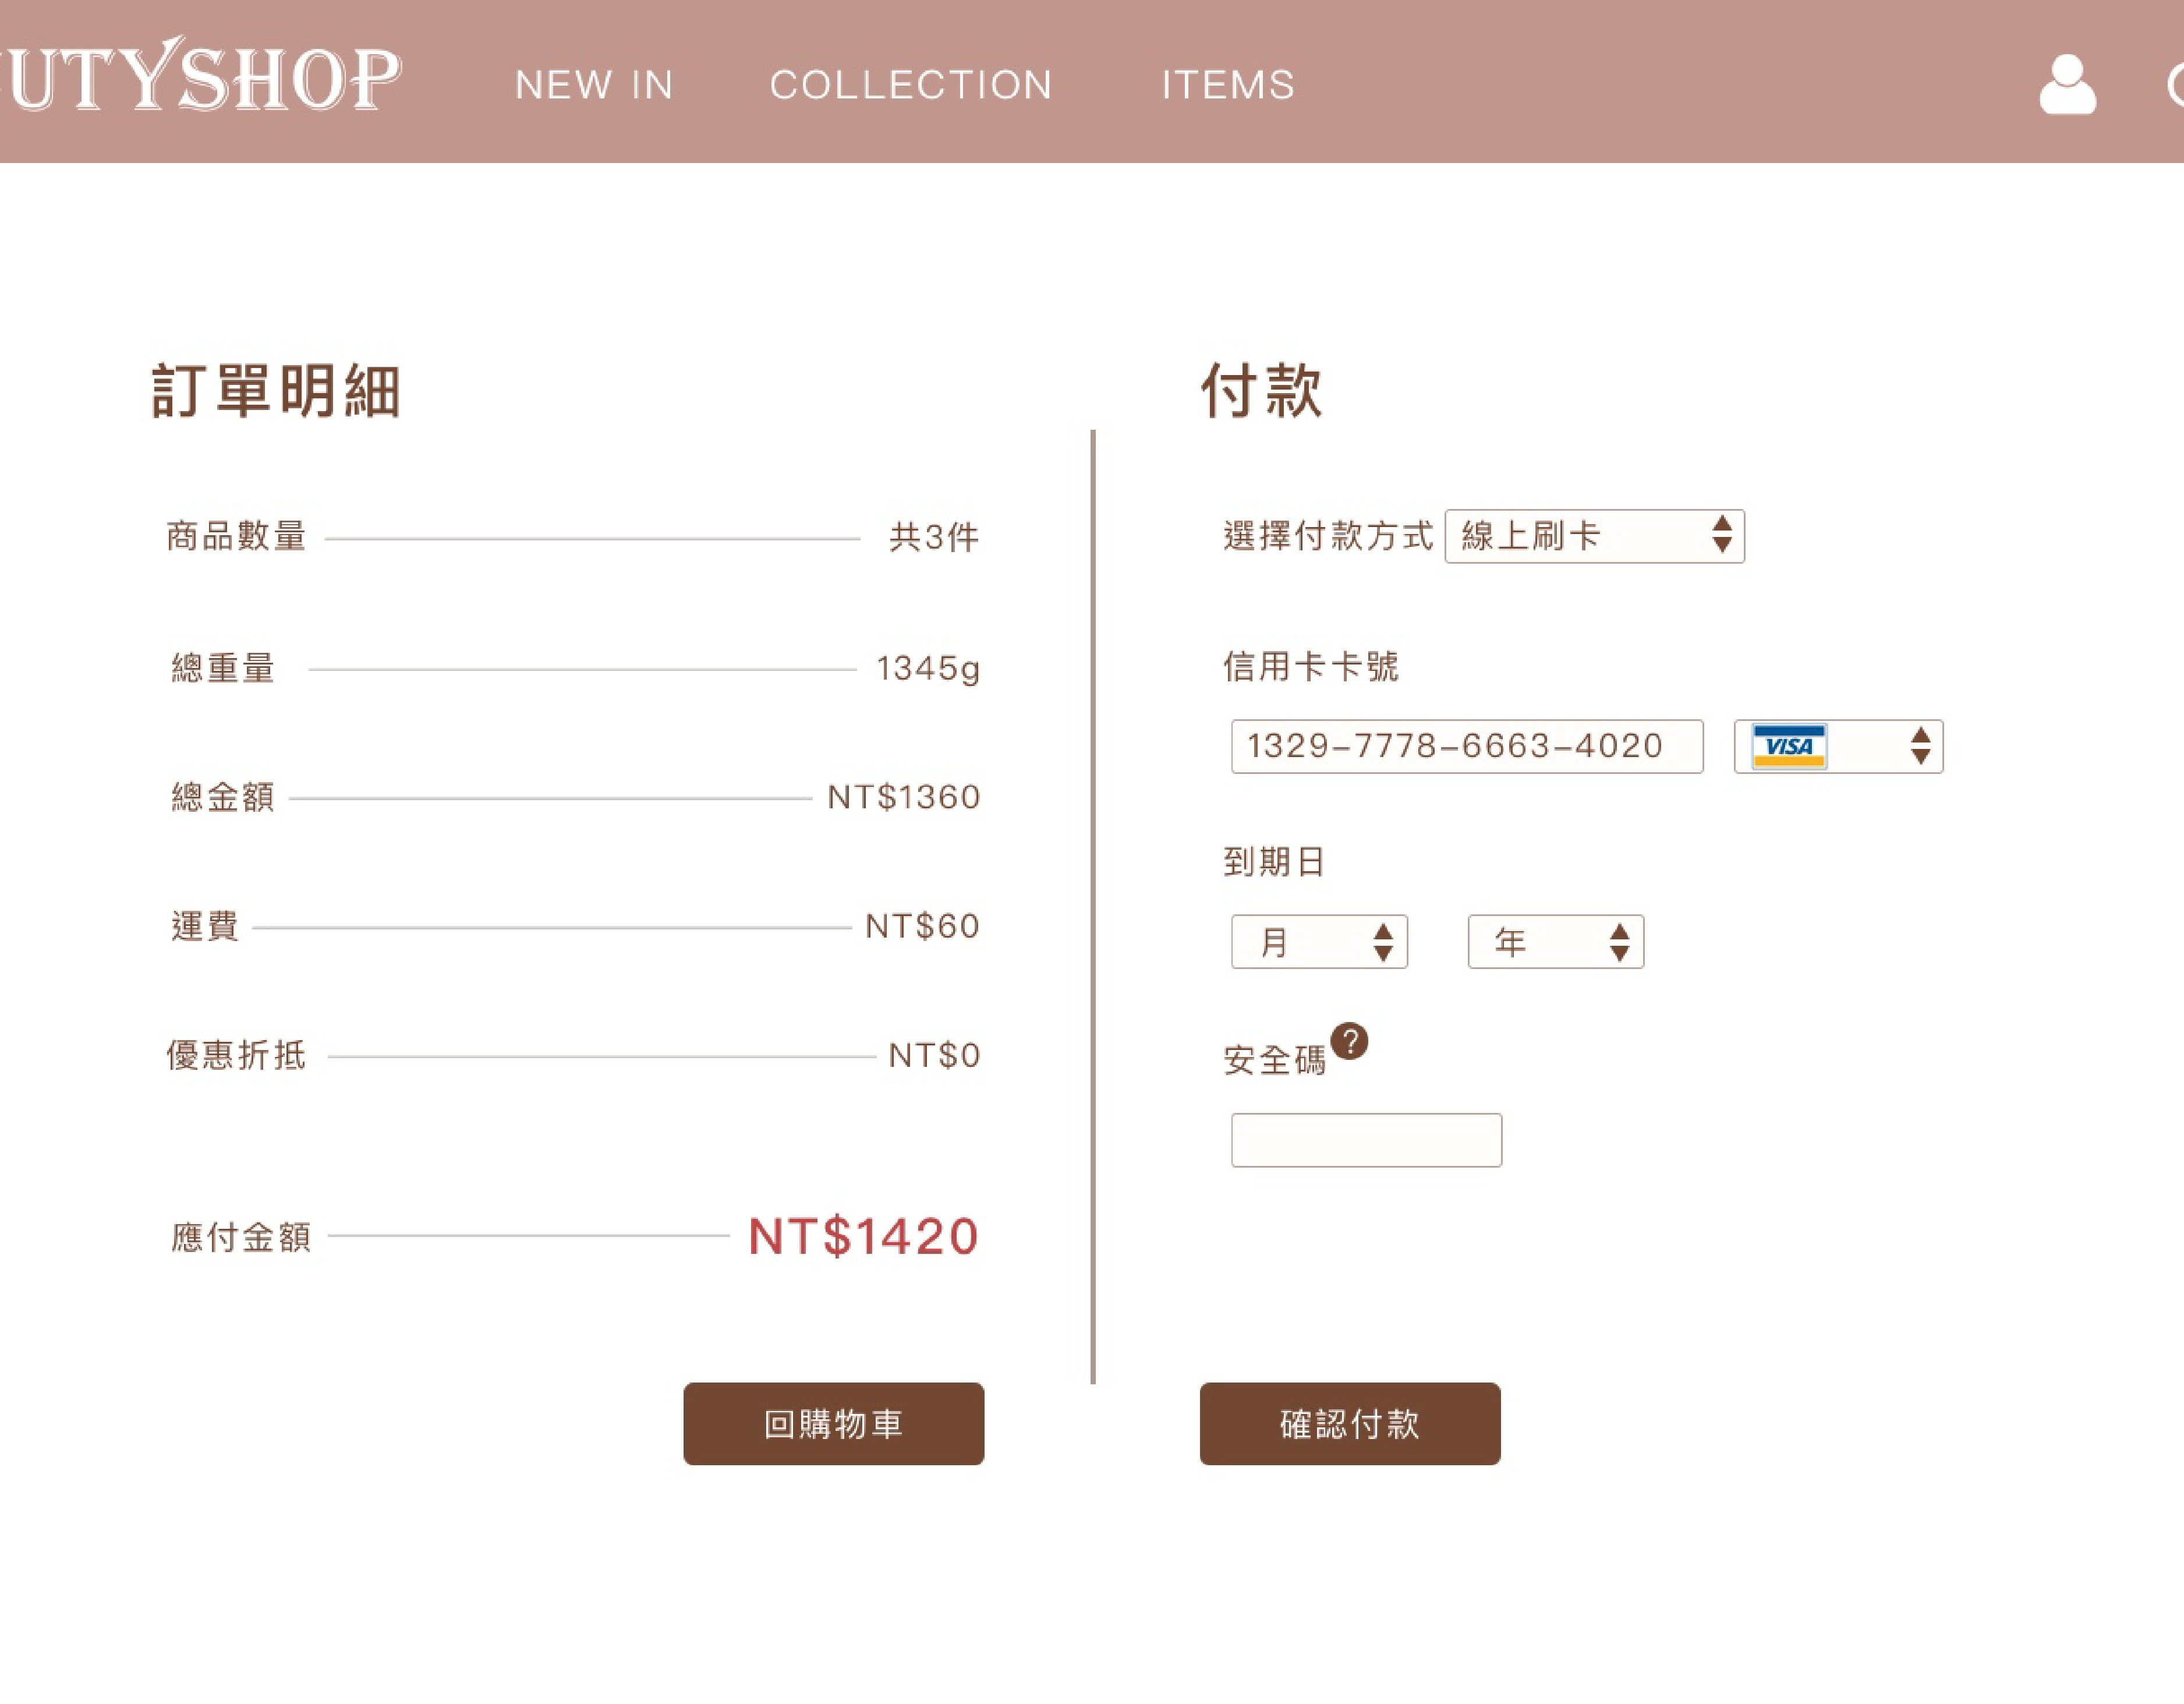 UTYSHOP
NEW IN
COLLECTION
ITEMS
訂單明細
商品數量 共3件
總重量 1345g
總金額 NT$1360
運費 NT$60
優惠折抵 NT$0
應付金額 NT$1420
回購物車
付款
選擇付款方式 線上刷卡
信用卡卡號
1329-7778-6663-4020 VISA
到期日
月 年
安全碼 ?
確認付款